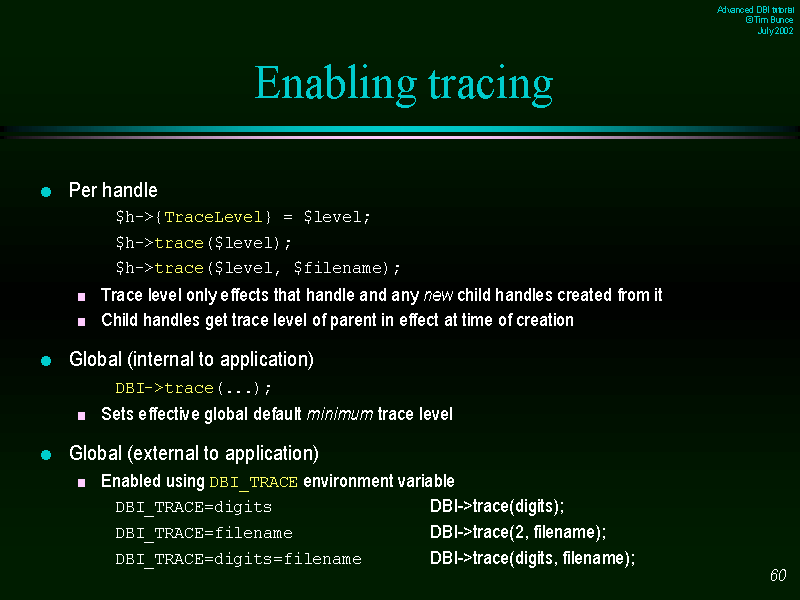 Advanced DBI tutorial
© Tim Bunce
July 2002
Enabling tracing
Per handle
$h->{TraceLevel} = $level;
$h->trace($level);
$h->trace($level, $filename);
Trace level only effects that handle and any new child handles created from it
Child handles get trace level of parent in effect at time of creation
Global (internal to application)
DBI->trace(...);
Sets effective global default minimum trace level
Global (external to application)
Enabled using DBI_TRACE environment variable
DBI_TRACE=digits DBI->trace(digits);
DBI_TRACE=filename DBI->trace(2, filename);
DBI_TRACE=digits=filename DBI->trace(digits, filename);
60